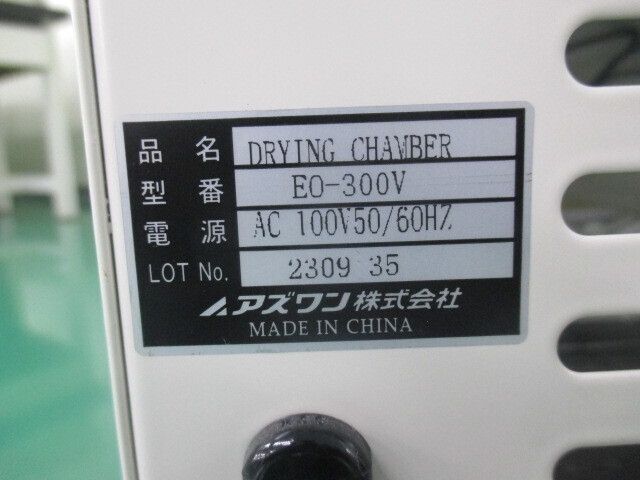 品名 DRYING CHAMBER
型番 EO-300V
電源 AC 100V50/60HZ
LOT No. 2309 35
アズワン株式会社
MADE IN CHINA